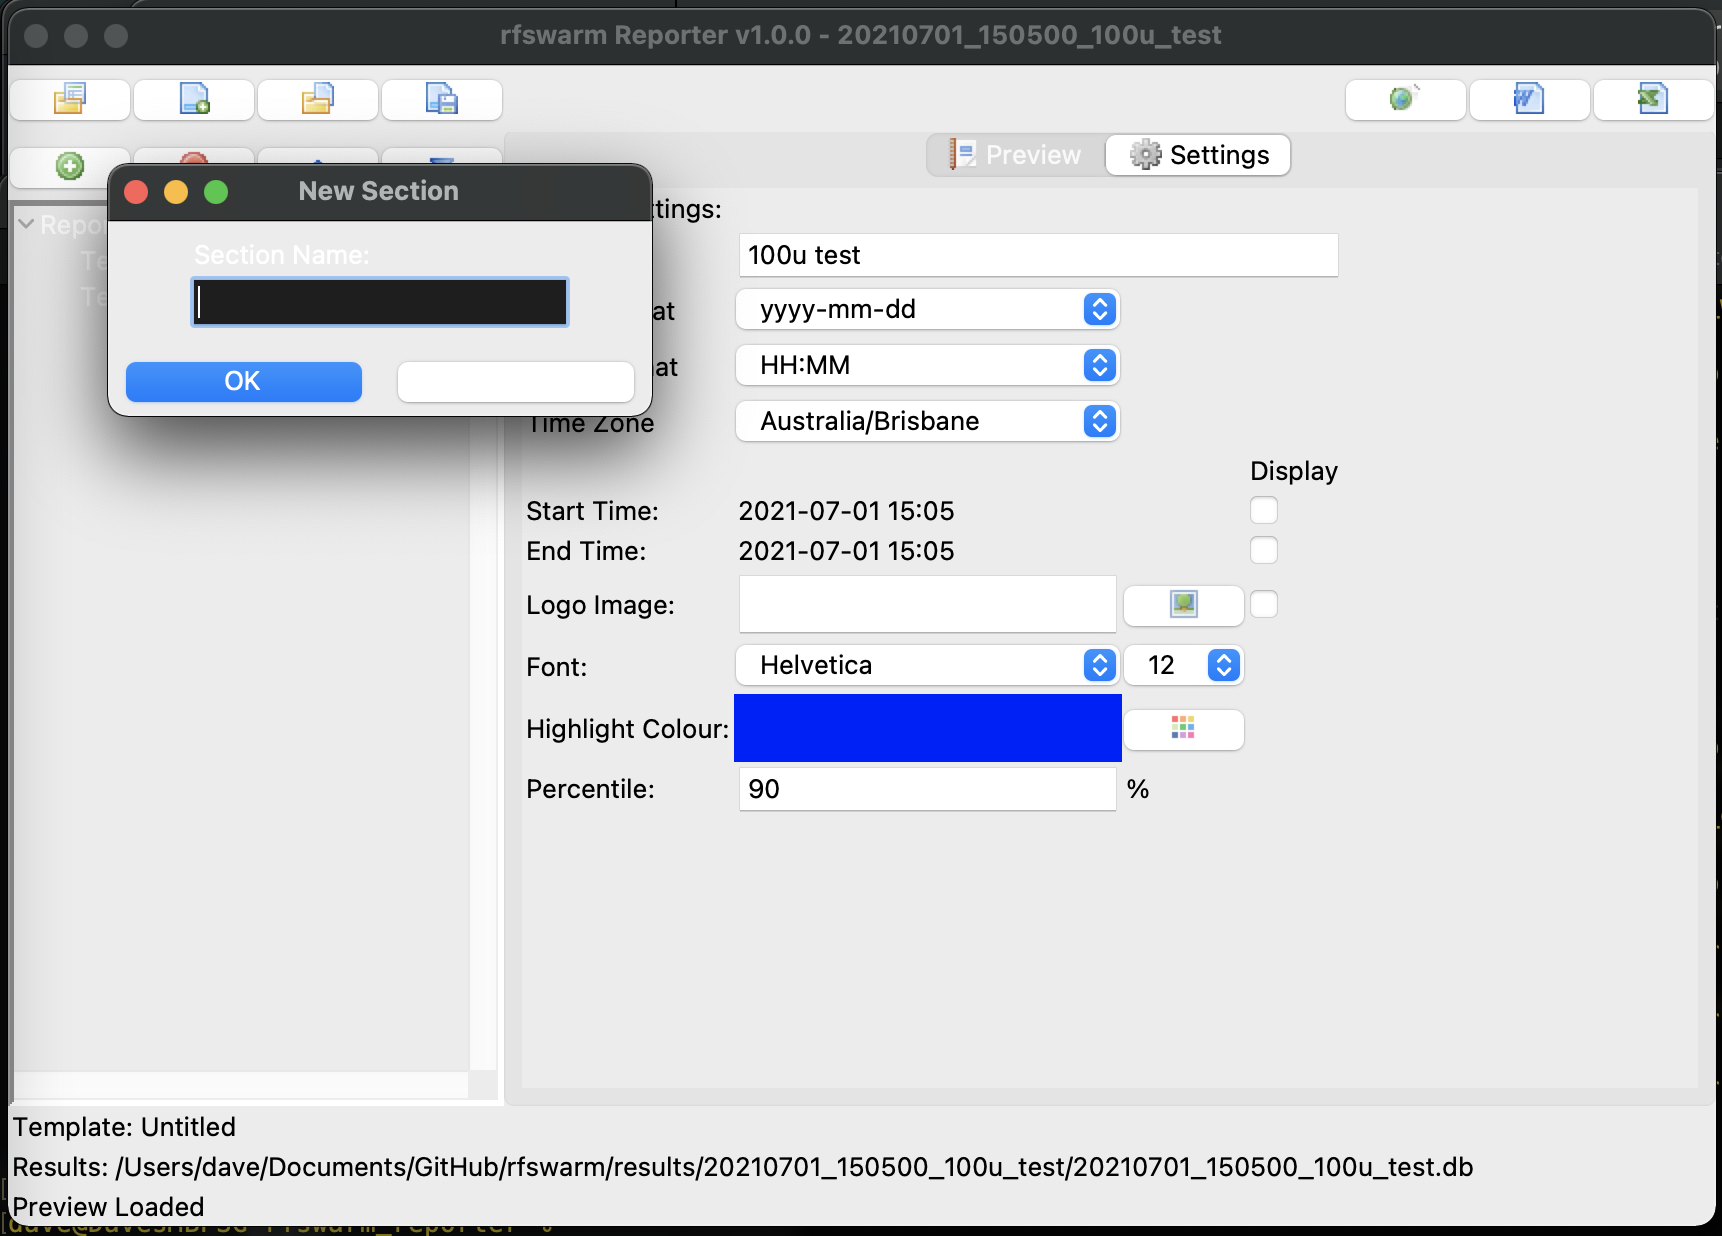 rfswarm Reporter v1.0.0 - 20210701_150500_100u_test
Preview
Settings
New Section
Section Name:
OK
Repor
Te
Te
ttings:
100u test
at
yyyy-mm-dd
at
HH:MM
Time Zone
Australia/Brisbane
Display
Start Time:
2021-07-01 15:05
End Time:
2021-07-01 15:05
Logo Image:
Font:
Helvetica
12
Highlight Colour:
Percentile:
90
%
Template: Untitled
Results: /Users/dave/Documents/GitHub/rfswarm/results/20210701_150500_100u_test/20210701_150500_100u_test.db
Preview Loaded